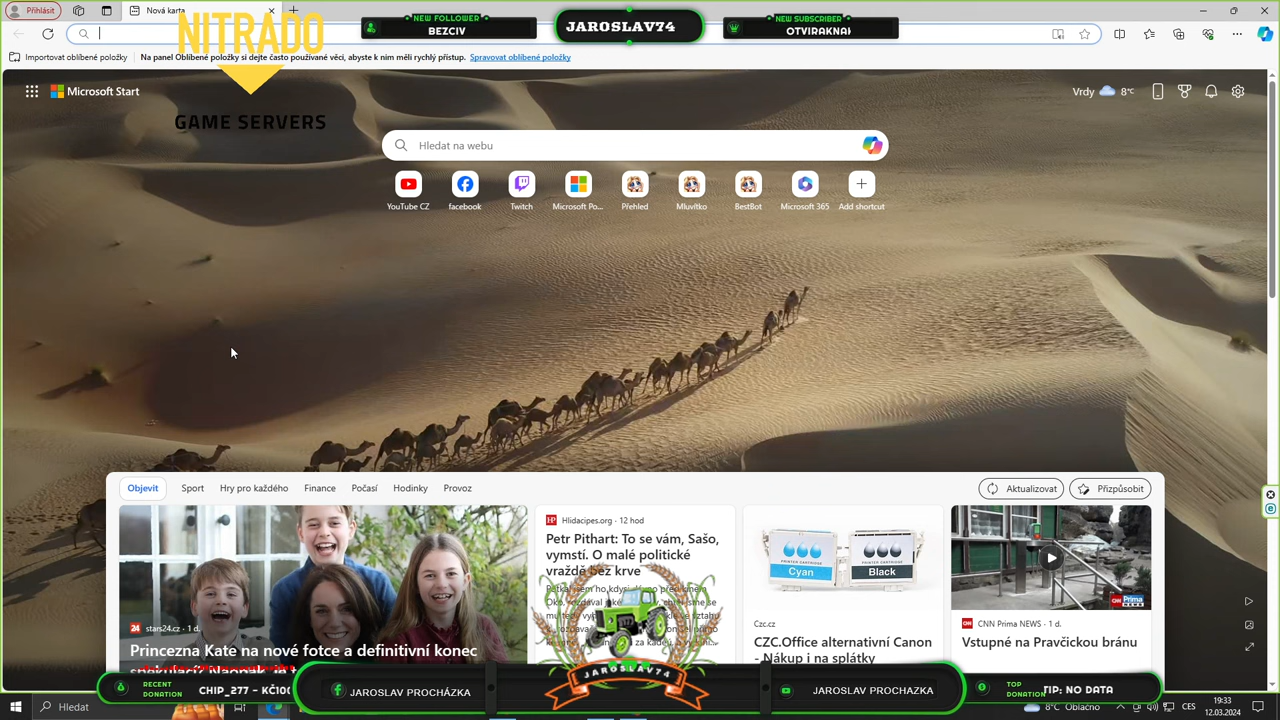 Přihlásit
Nová karta
NITRADO
GAME SERVERS
NEW FOLLOWER
BEZCIV
JAROSLAV74
NEW SUBSCRIBER
OTVIRAKNAH
Importovat oblíbené položky
Na panel Oblíbené položky si dejte často používané věci, abyste k nim měli rychlý přístup. Spravovat oblíbené položky
Microsoft Start
Vrdy 8°C
Hledat na webu
YouTube CZ
facebook
Twitch
Microsoft Po...
Přehled
Mluvítko
BestBot
Microsoft 365
Add shortcut
Objevit Sport Hry pro každého Finance Počasí Hodinky Provoz
Aktualizovat
Přizpůsobit
stars24.cz · 1 d.
Princezna Kate na nové fotce a definitivní konec
Hlidacipes.org · 12 hod
Petr Pithart: To se vám, Sašo,
vymstí. O malé politické
vraždě bez krve
Cyan
Black
Czc.cz
CZC.Office alternativní Canon
- Nákup i na splátky
CNN Prima NEWS · 1 d.
Vstupné na Pravčickou bránu
JAROSLAV74
RECENT
DONATION
CHIP_277 - KČ100
JAROSLAV PROCHÁZKA
JAROSLAV PROCHAZKA
TOP
DONATION
TIP: NO DATA
Hledat
8°C Oblačno
CES
19:33
12.03.2024